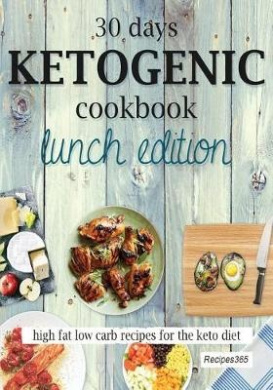 30 days
KETOGENIC
cookbook
lunch edition
high fat low carb recipes for the keto diet
Recipes365